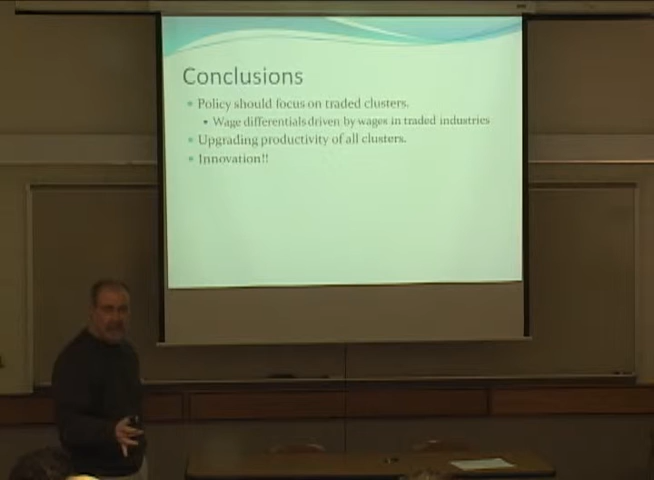 Conclusions
Policy should focus on traded clusters.
Wage differentials driven by wages in traded industries
Upgrading productivity of all clusters.
Innovation!!